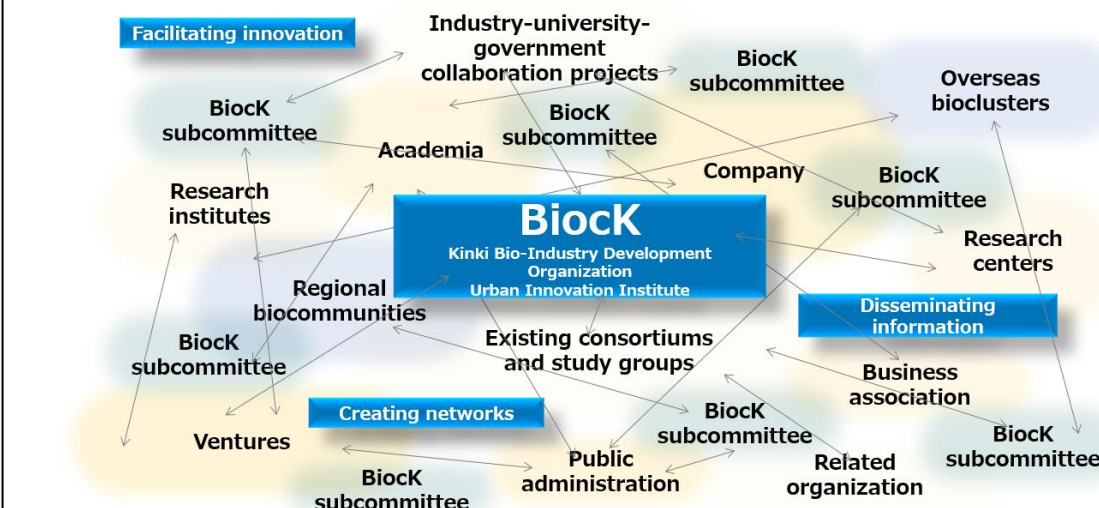 Facilitating innovation
Industry-university-
government
collaboration projects
BiocK
subcommittee
Overseas
bioclusters
BiocK
subcommittee
BiocK
subcommittee
Academia
Company
BiocK
subcommittee
Research
institutes
BiocK
Kinki Bio-Industry Development
Organization
Urban Innovation Institute
Research
centers
Regional
biocommunities
Disseminating
information
Existing consortiums
and study groups
BiocK
subcommittee
Business
association
Creating networks
BiocK
subcommittee
Ventures
BiocK
subcommittee
Public
administration
Related
organization
BiocK
subcommittee